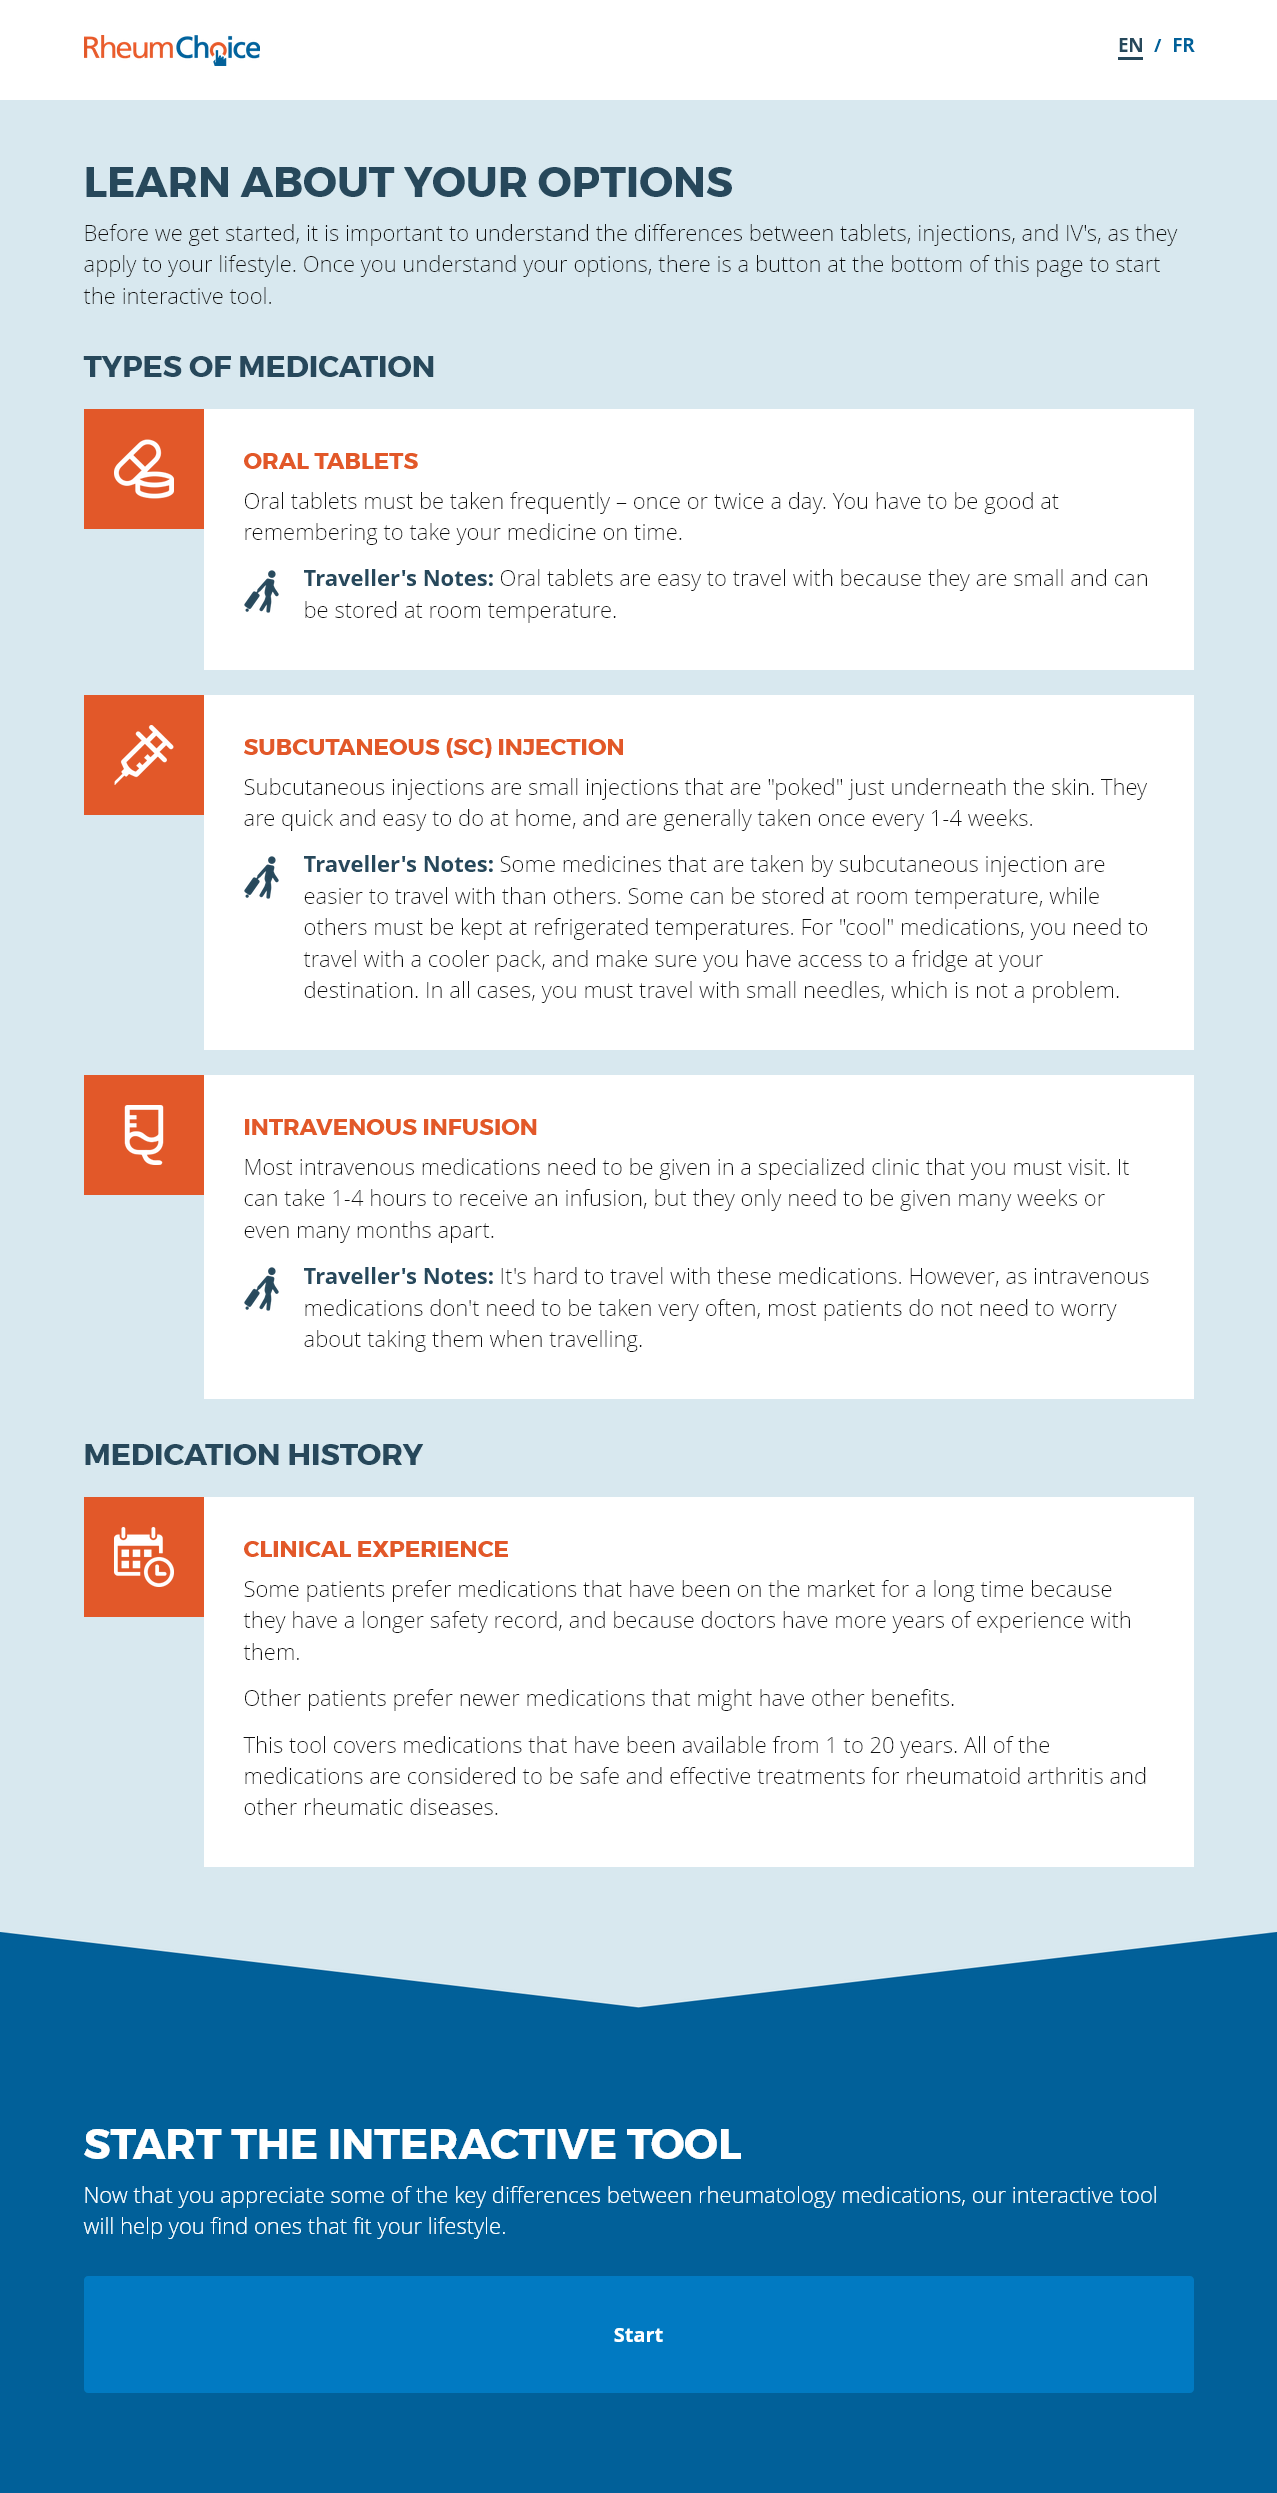 RheumChoice
EN / FR
LEARN ABOUT YOUR OPTIONS
Before we get started, it is important to understand the differences between tablets, injections, and IV's, as they
apply to your lifestyle. Once you understand your options, there is a button at the bottom of this page to start
the interactive tool.
TYPES OF MEDICATION
ORAL TABLETS
Oral tablets must be taken frequently – once or twice a day. You have to be good at
remembering to take your medicine on time.
Traveller's Notes: Oral tablets are easy to travel with because they are small and can
be stored at room temperature.
SUBCUTANEOUS (SC) INJECTION
Subcutaneous injections are small injections that are "poked" just underneath the skin. They
are quick and easy to do at home, and are generally taken once every 1-4 weeks.
Traveller's Notes: Some medicines that are taken by subcutaneous injection are
easier to travel with than others. Some can be stored at room temperature, while
others must be kept at refrigerated temperatures. For "cool" medications, you need to
travel with a cooler pack, and make sure you have access to a fridge at your
destination. In all cases, you must travel with small needles, which is not a problem.
INTRAVENOUS INFUSION
Most intravenous medications need to be given in a specialized clinic that you must visit. It
can take 1-4 hours to receive an infusion, but they only need to be given many weeks or
even many months apart.
Traveller's Notes: It's hard to travel with these medications. However, as intravenous
medications don't need to be taken very often, most patients do not need to worry
about taking them when travelling.
MEDICATION HISTORY
CLINICAL EXPERIENCE
Some patients prefer medications that have been on the market for a long time because
they have a longer safety record, and because doctors have more years of experience with
them.
Other patients prefer newer medications that might have other benefits.
This tool covers medications that have been available from 1 to 20 years. All of the
medications are considered to be safe and effective treatments for rheumatoid arthritis and
other rheumatic diseases.
START THE INTERACTIVE TOOL
Now that you appreciate some of the key differences between rheumatology medications, our interactive tool
will help you find ones that fit your lifestyle.
Start